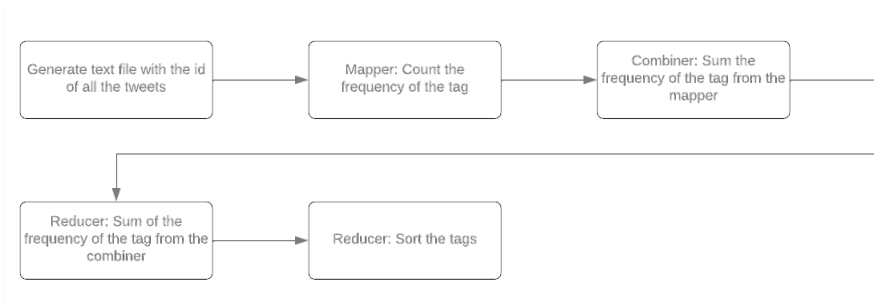 Generate text file with the id
of all the tweets
Mapper: Count the
frequency of the tag
Combiner: Sum the
frequency of the tag from the
mapper
Reducer: Sum of the
frequency of the tag from the
combiner
Reducer: Sort the tags